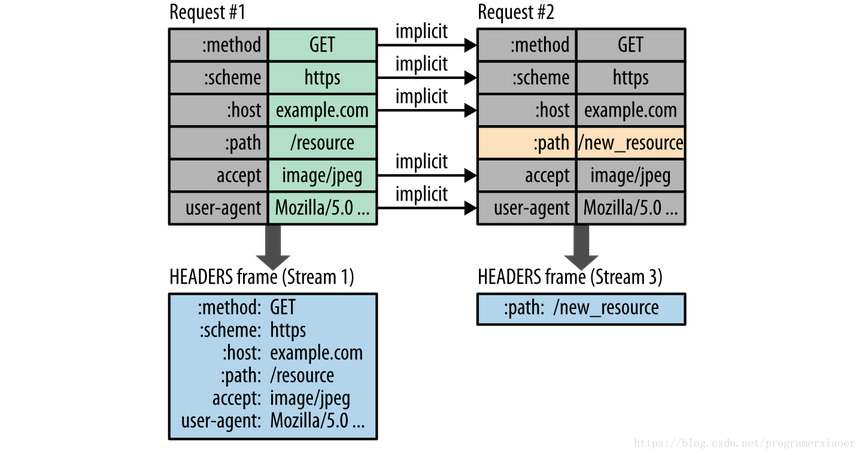 Request #1
:method GET
:scheme https
:host example.com
:path /resource
accept image/jpeg
user-agent Mozilla/5.0 ...
implicit
implicit
implicit
implicit
implicit
Request #2
:method GET
:scheme https
:host example.com
:path /new_resource
accept image/jpeg
user-agent Mozilla/5.0 ...
HEADERS frame (Stream 1)
:method: GET
:scheme: https
:host: example.com
:path: /resource
accept: image/jpeg
user-agent: Mozilla/5.0 ...
HEADERS frame (Stream 3)
:path: /new_resource
https://blog.csdn.net/programerxiaoer